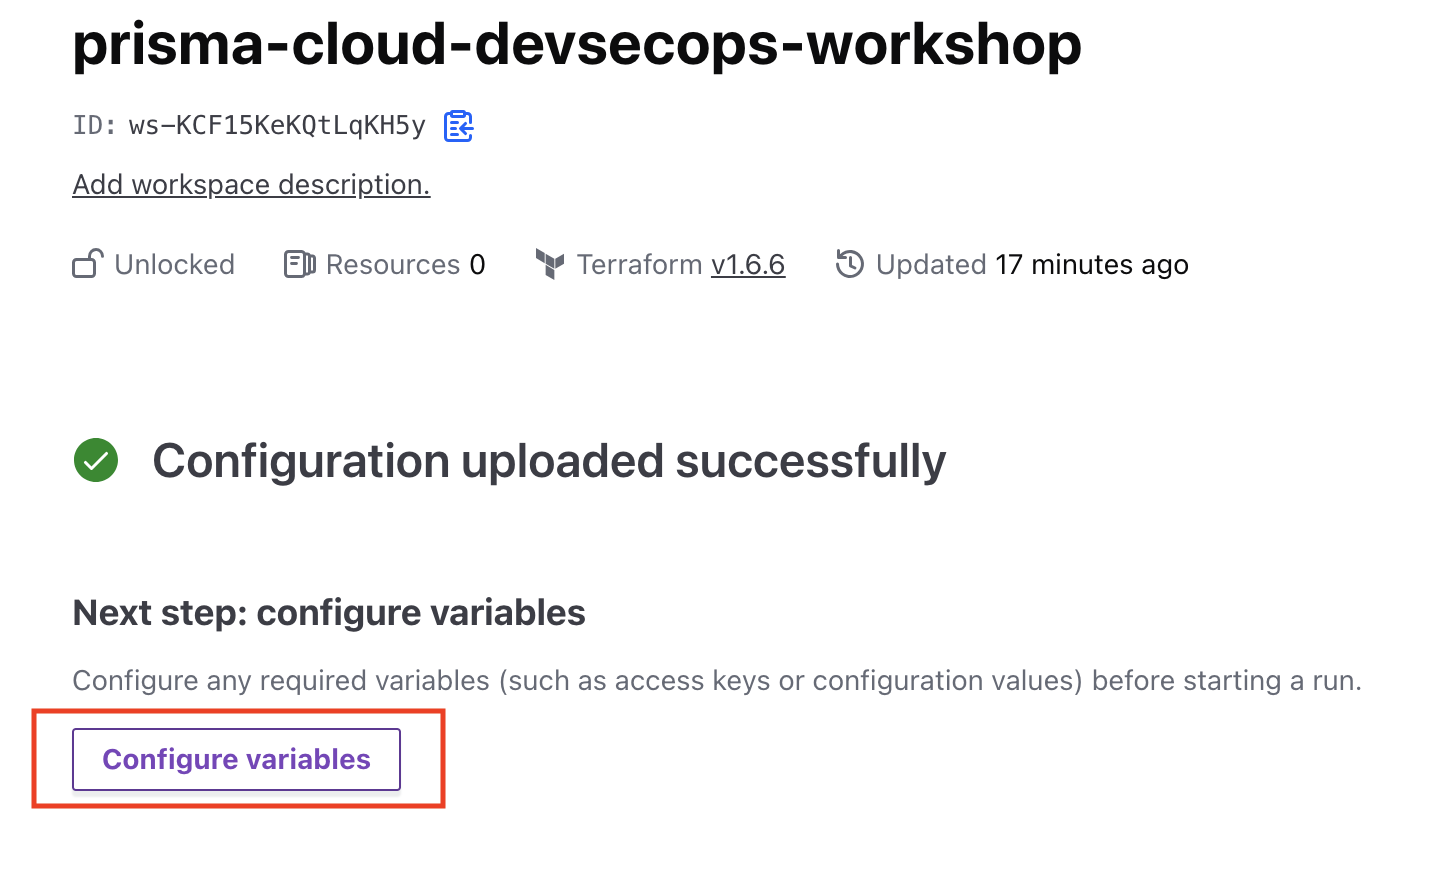 prisma-cloud-devsecops-workshop
ID: ws-KCF15KeKQtLqKH5y
Add workspace description.
Unlocked Resources 0 Terraform v1.6.6 Updated 17 minutes ago
Configuration uploaded successfully
Next step: configure variables
Configure any required variables (such as access keys or configuration values) before starting a run.
Configure variables